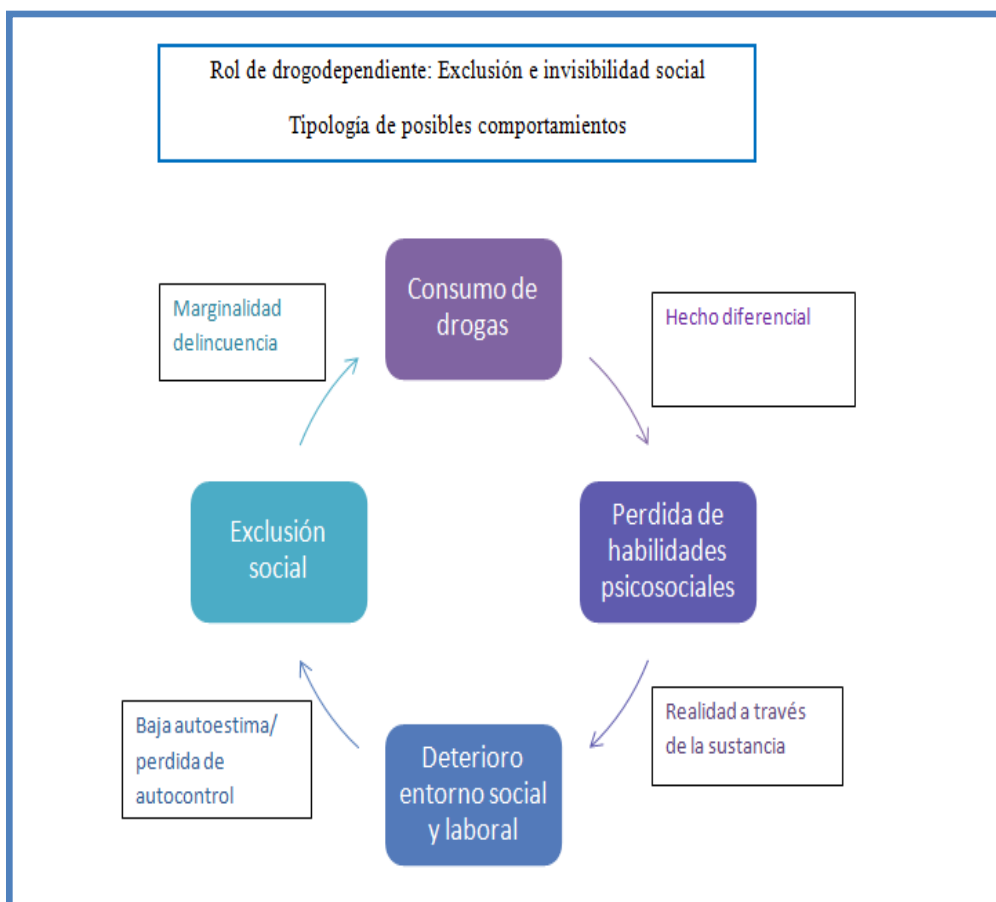 Rol de drogodependiente: Exclusión e invisibilidad social
Tipología de posibles comportamientos
Consumo de
drogas
Marginalidad
delincuencia
Hecho diferencial
Exclusión
social
Perdida de
habilidades
psicosociales
Baja autoestima/
perdida de
autocontrol
Deterioro
entorno social
y laboral
Realidad a través
de la sustancia